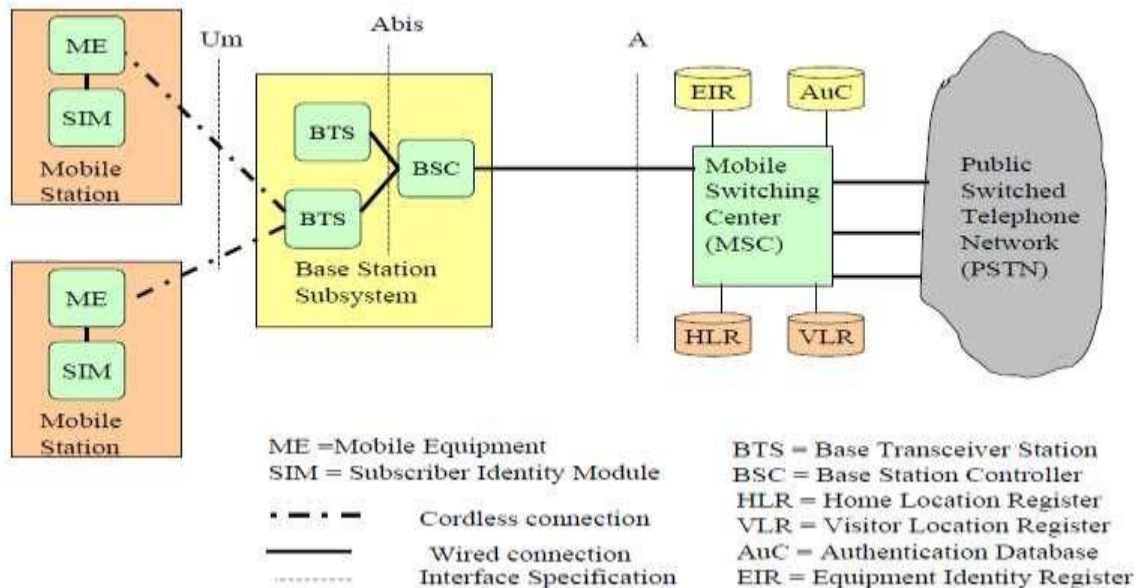 ME
SIM
Mobile
Station
Um
Abis
A
BTS
BTS
BSC
Base Station
Subsystem
EIR
AuC
Mobile
Switching
Center
(MSC)
HLR
VLR
Public
Switched
Telephone
Network
(PSTN)
ME
SIM
Mobile
Station
ME =Mobile Equipment
SIM = Subscriber Identity Module
Cordless connection
Wired connection
Interface Specification
BTS = Base Transceiver Station
BSC = Base Station Controller
HLR = Home Location Register
VLR = Visitor Location Register
AuC = Authentication Database
EIR = Equipment Identity Register